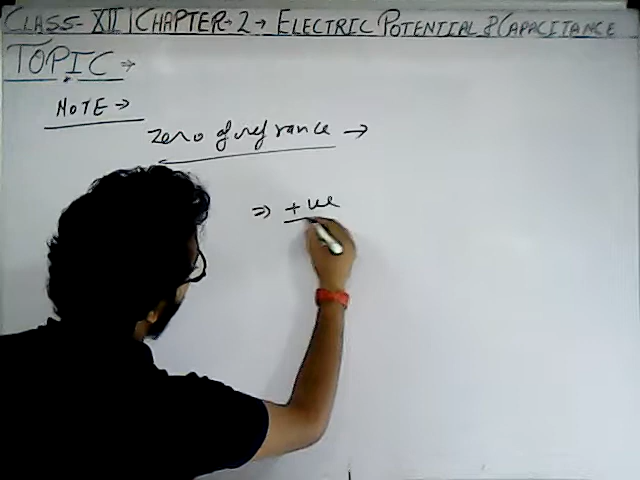 CLASS-XII | CHAPTER-2 → ELECTRIC POTENTIAL & CAPACITANCE
TOPIC →
NOTE →
Zero of refrance →
⇒ +ve